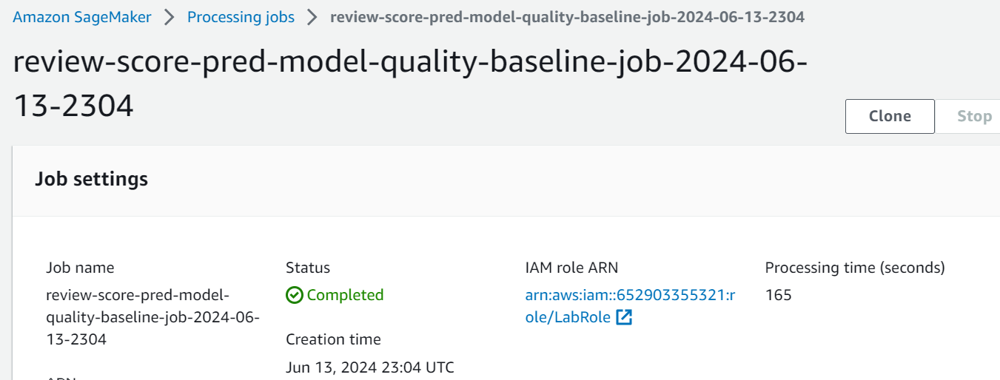 Amazon SageMaker > Processing jobs > review-score-pred-model-quality-baseline-job-2024-06-13-2304
review-score-pred-model-quality-baseline-job-2024-06-
13-2304
Clone
Stop
Job settings
Job name
review-score-pred-model-
quality-baseline-job-2024-06-
13-2304
Status
Completed
Creation time
Jun 13, 2024 23:04 UTC
IAM role ARN
arn:aws:iam::652903355321:r
ole/LabRole
Processing time (seconds)
165